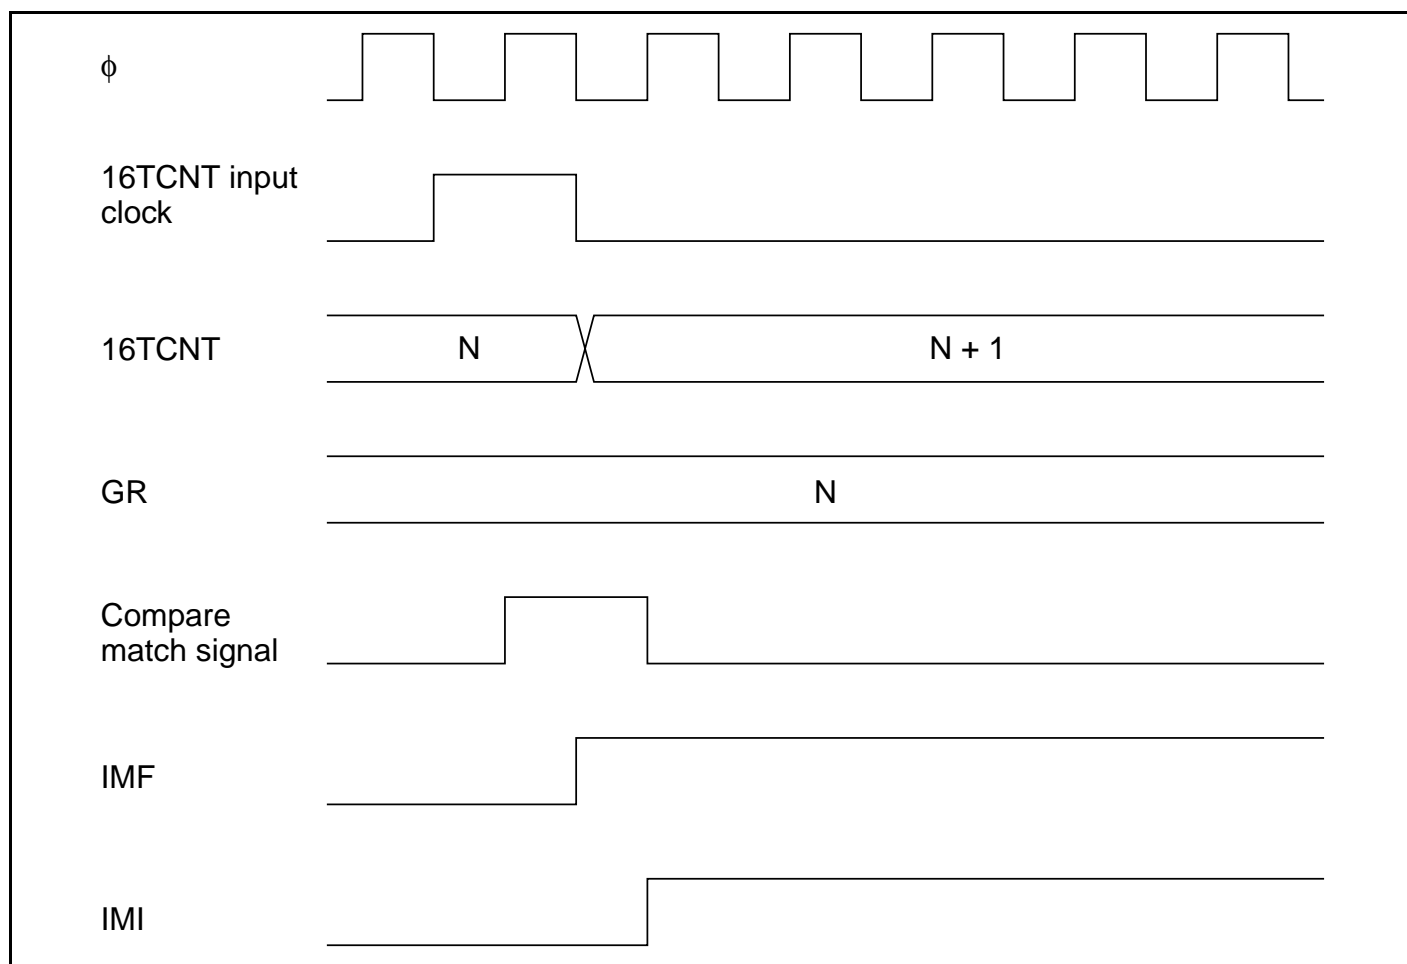 ϕ
16TCNT input
clock
16TCNT
N
N + 1
GR
N
Compare
match signal
IMF
IMI